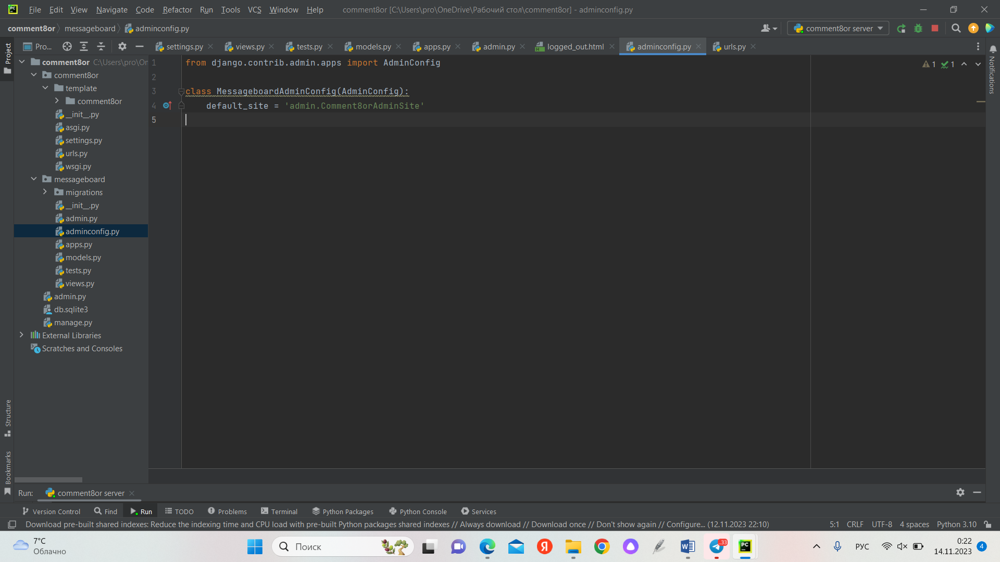 File Edit View Navigate Code Refactor Run Tools VCS Window Help comment8or [C:\Users\pro\OneDrive\Рабочий стол\comment8or] - adminconfig.py
comment8or messageboard adminconfig.py
comment8or server
Pro...
settings.py views.py tests.py models.py apps.py admin.py logged_out.html adminconfig.py urls.py
Project
Notifications
comment8or C:\Users\pro\On
comment8or
template
comment8or
__init__.py
asgi.py
settings.py
urls.py
wsgi.py
messageboard
migrations
__init__.py
admin.py
adminconfig.py
apps.py
models.py
tests.py
views.py
admin.py
db.sqlite3
manage.py
External Libraries
Scratches and Consoles
1 from django.contrib.admin.apps import AdminConfig
2
3 class MessageboardAdminConfig(AdminConfig):
4 default_site = 'admin.Comment8orAdminSite'
5
1 1
Structure
Bookmarks
Run: comment8or server
Version Control Find Run TODO Problems Terminal Python Packages Python Console Services
Download pre-built shared indexes: Reduce the indexing time and CPU load with pre-built Python packages shared indexes // Always download // Download once // Don't show again // Configure... (12.11.2023 22:10) 5:1 CRLF UTF-8 4 spaces Python 3.10
7°C
Облачно
Поиск
33
РУС
0:22
14.11.2023
4